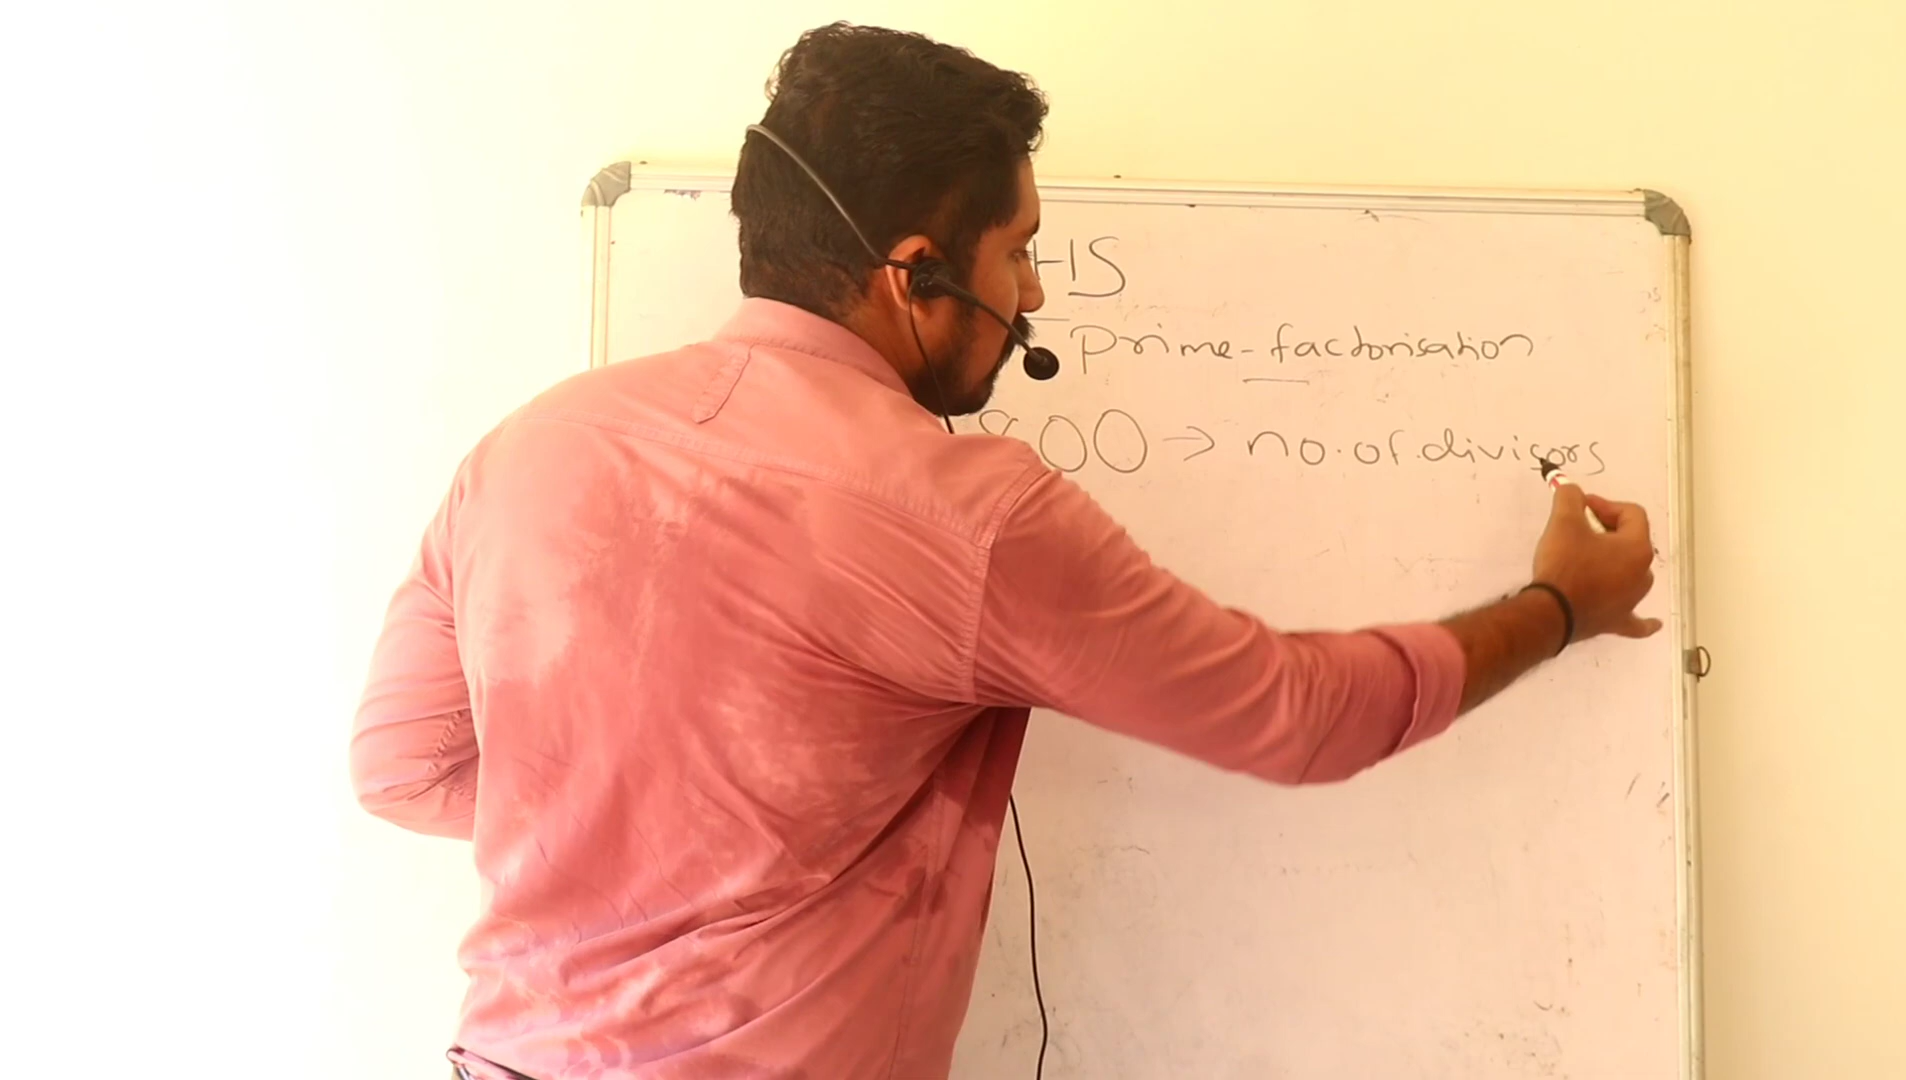 HS
Prime-factorisation
800 → no. of divisors